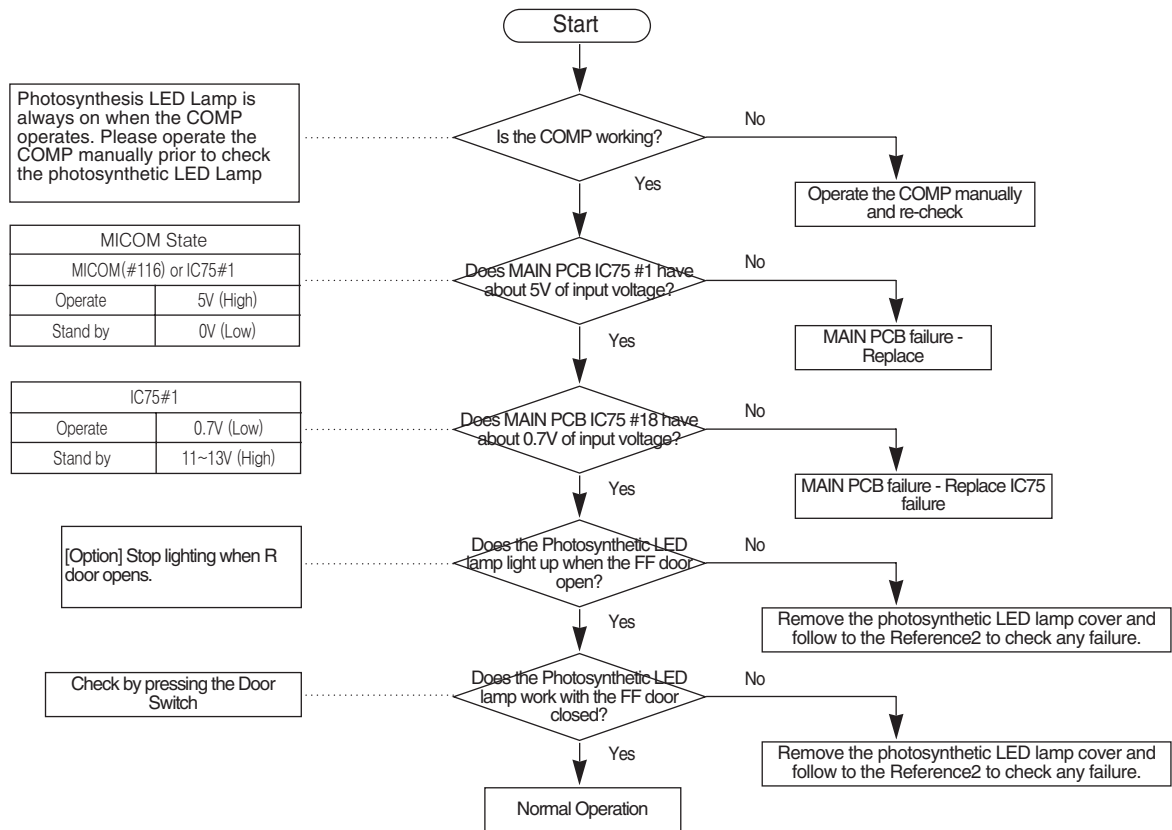 Start
Photosynthesis LED Lamp is
always on when the COMP
operates. Please operate the
COMP manually prior to check
the photosynthetic LED Lamp
Is the COMP working?
No
Yes
Operate the COMP manually
and re-check
MICOM State
MICOM(#116) or IC75#1
Operate 5V (High)
Stand by 0V (Low)
Does MAIN PCB IC75 #1 have
about 5V of input voltage?
No
Yes
MAIN PCB failure -
Replace
IC75#1
Operate 0.7V (Low)
Stand by 11~13V (High)
Does MAIN PCB IC75 #18 have
about 0.7V of input voltage?
No
Yes
MAIN PCB failure - Replace IC75
failure
[Option] Stop lighting when R
door opens.
Does the Photosynthetic LED
lamp light up when the FF door
open?
No
Yes
Remove the photosynthetic LED lamp cover and
follow to the Reference2 to check any failure.
Check by pressing the Door
Switch
Does the Photosynthetic LED
lamp work with the FF door
closed?
No
Yes
Remove the photosynthetic LED lamp cover and
follow to the Reference2 to check any failure.
Normal Operation